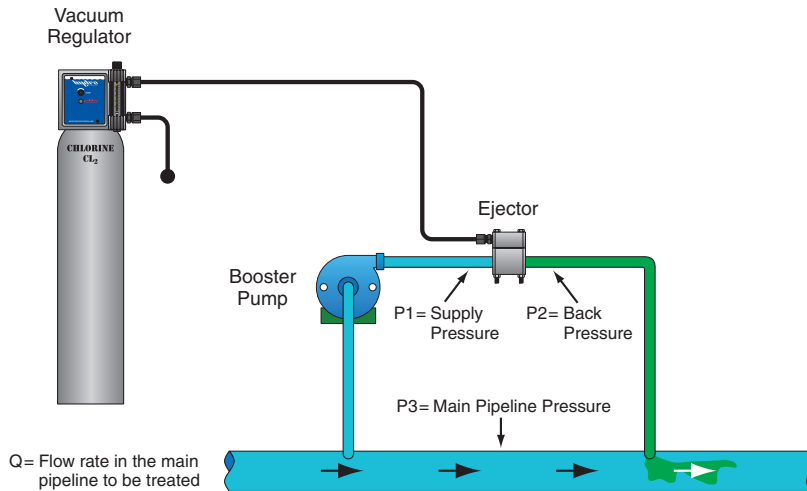 Vacuum
Regulator
CHLORINE
CL₂
Ejector
Booster
Pump
P1= Supply
Pressure
P2= Back
Pressure
P3= Main Pipeline Pressure
Q= Flow rate in the main
pipeline to be treated